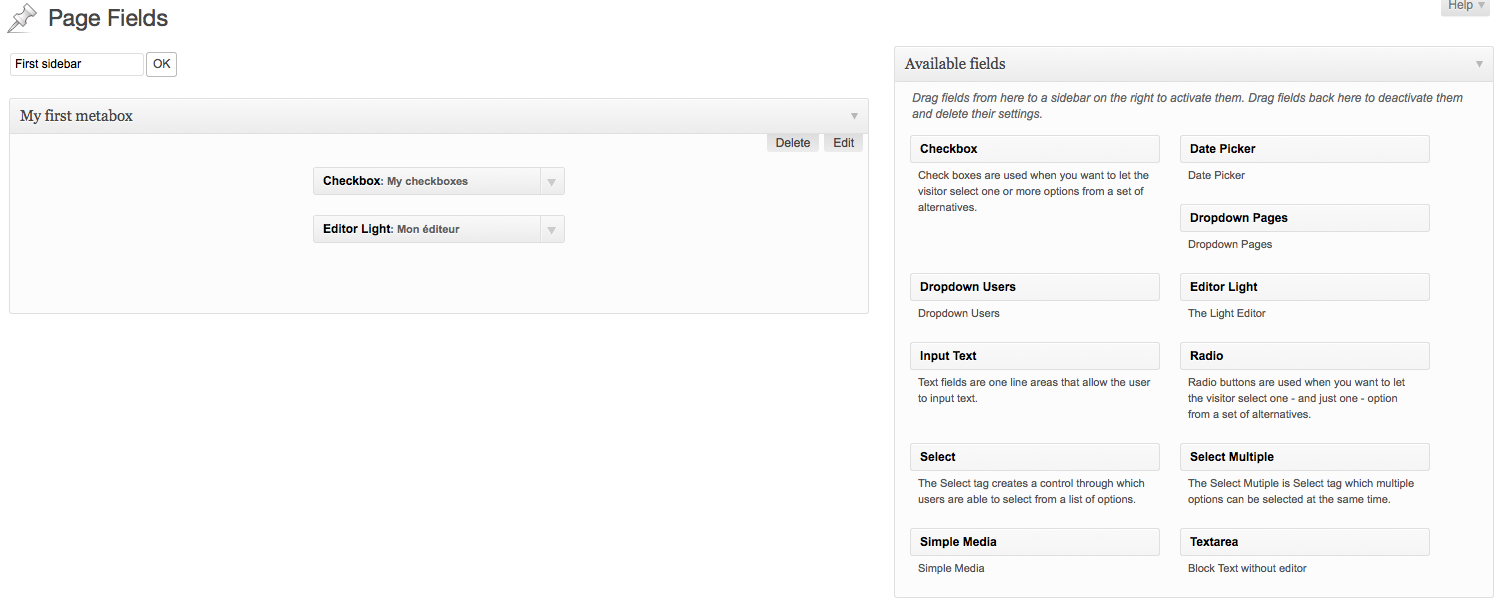 Page Fields
Help
First sidebar
OK
My first metabox
Delete
Edit
Checkbox: My checkboxes
Editor Light: Mon éditeur
Available fields
Drag fields from here to a sidebar on the right to activate them. Drag fields back here to deactivate them
and delete their settings.
Checkbox
Check boxes are used when you want to let the
visitor select one or more options from a set of
alternatives.
Date Picker
Date Picker
Dropdown Pages
Dropdown Pages
Dropdown Users
Dropdown Users
Editor Light
The Light Editor
Input Text
Text fields are one line areas that allow the user
to input text.
Radio
Radio buttons are used when you want to let
the visitor select one - and just one - option
from a set of alternatives.
Select
The Select tag creates a control through which
users are able to select from a list of options.
Select Multiple
The Select Mutiple is Select tag which multiple
options can be selected at the same time.
Simple Media
Simple Media
Textarea
Block Text without editor